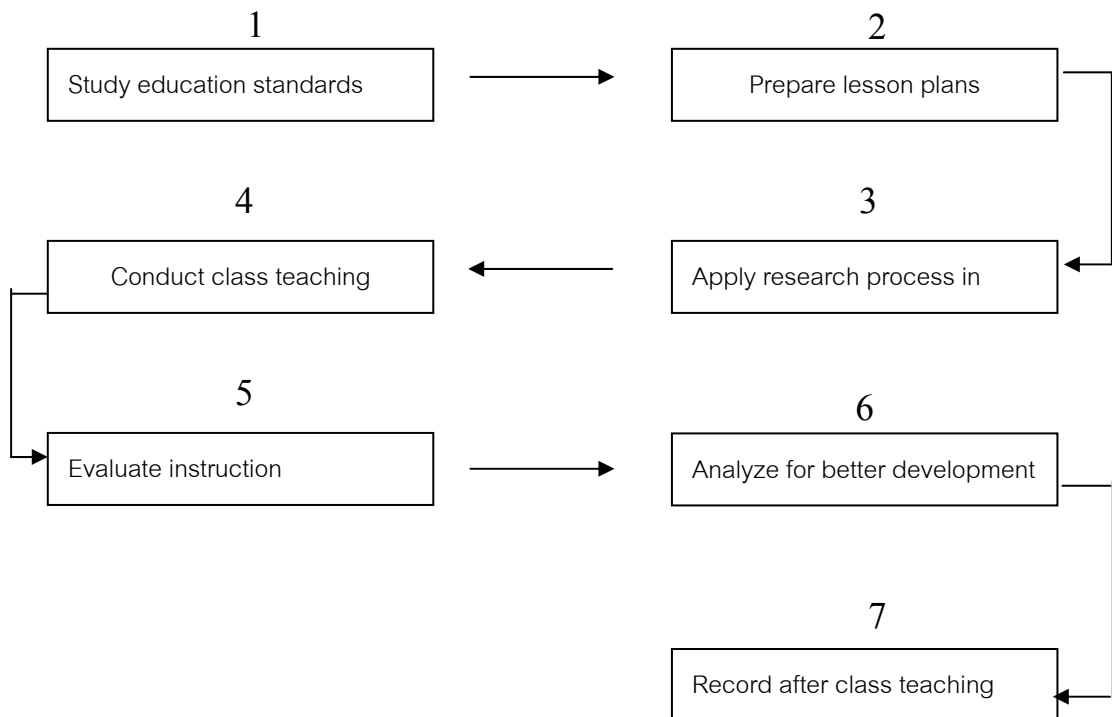 1
Study education standards
2
Prepare lesson plans
3
Apply research process in
4
Conduct class teaching
5
Evaluate instruction
6
Analyze for better development
7
Record after class teaching